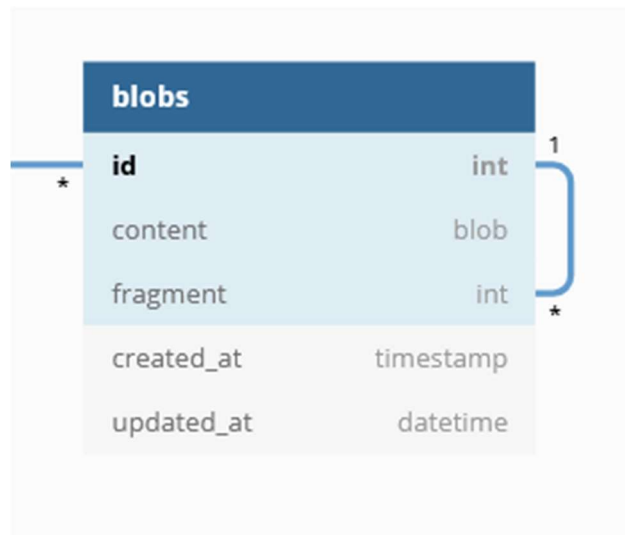 blobs
1
id int
*
content blob
fragment int
*
created_at timestamp
updated_at datetime